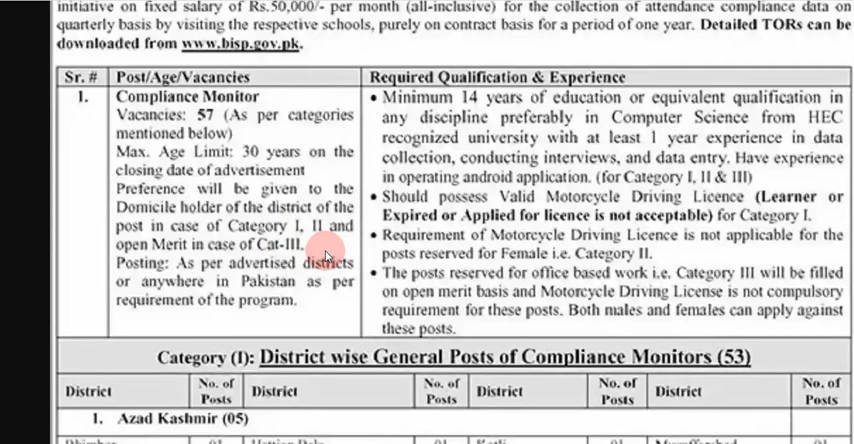 initiative on fixed salary of Rs.50,000/- per month (all-inclusive) for the collection of attendance compliance data on
quarterly basis by visiting the respective schools, purely on contract basis for a period of one year. Detailed TORs can be
downloaded from www.bisp.gov.pk.
Sr. # Post/Age/Vacancies Required Qualification & Experience
1. Compliance Monitor
Vacancies: 57 (As per categories
mentioned below)
Max. Age Limit: 30 years on the
closing date of advertisement
Preference will be given to the
Domicile holder of the district of the
post in case of Category I, II and
open Merit in case of Cat-III.
Posting: As per advertised districts
or anywhere in Pakistan as per
requirement of the program.
• Minimum 14 years of education or equivalent qualification in
any discipline preferably in Computer Science from HEC
recognized university with at least 1 year experience in data
collection, conducting interviews, and data entry. Have experience
in operating android application. (for Category I, II & III)
• Should possess Valid Motorcycle Driving Licence (Learner or
Expired or Applied for licence is not acceptable) for Category I.
• Requirement of Motorcycle Driving Licence is not applicable for the
posts reserved for Female i.e. Category II.
• The posts reserved for office based work i.e. Category III will be filled
on open merit basis and Motorcycle Driving License is not compulsory
requirement for these posts. Both males and females can apply against
these posts.
Category (I): District wise General Posts of Compliance Monitors (53)
District No. of Posts District No. of Posts District No. of Posts District No. of Posts
1. Azad Kashmir (05)